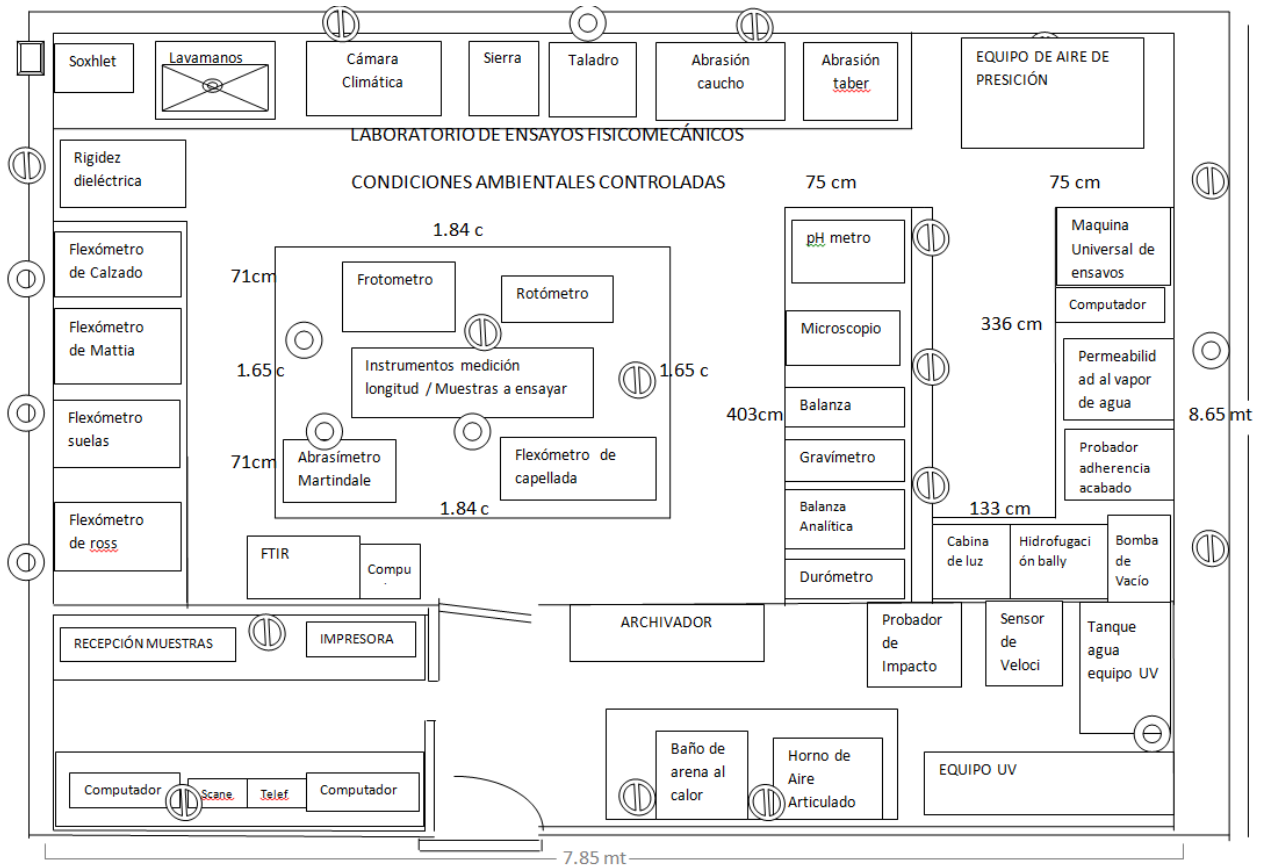 Soxhlet
Lavamanos
Cámara
Climática
Sierra
Taladro
Abrasión
caucho
Abrasión
taber
EQUIPO DE AIRE DE
PRESICIÓN
LABORATORIO DE ENSAYOS FISICOMECÁNICOS
CONDICIONES AMBIENTALES CONTROLADAS
75 cm
75 cm
Rigidez
dieléctrica
Flexómetro
de Calzado
Flexómetro
de Mattia
Flexómetro
suelas
Flexómetro
de ross
1.84 c
71cm
Frotometro
Rotómetro
1.65 c
Instrumentos medición
longitud / Muestras a ensayar
1.65 c
71cm
Abrasímetro
Martindale
Flexómetro de
capellada
1.84 c
FTIR
Compu
.
pH metro
Microscopio
403cm
Balanza
Gravímetro
Balanza
Analítica
Durómetro
336 cm
133 cm
Maquina
Universal de
ensavos
Computador
Permeabilid
ad al vapor
de agua
Probador
adherencia
acabado
8.65 mt
Cabina
de luz
Hidrofugaci
ón bally
Bomba
de
Vacío
RECEPCIÓN MUESTRAS
IMPRESORA
ARCHIVADOR
Probador
de
Impacto
Sensor
de
Veloci
Tanque
agua
equipo UV
Computador
Scane
Telef
Computador
Baño de
arena al
calor
Horno de
Aire
Articulado
EQUIPO UV
7.85 mt